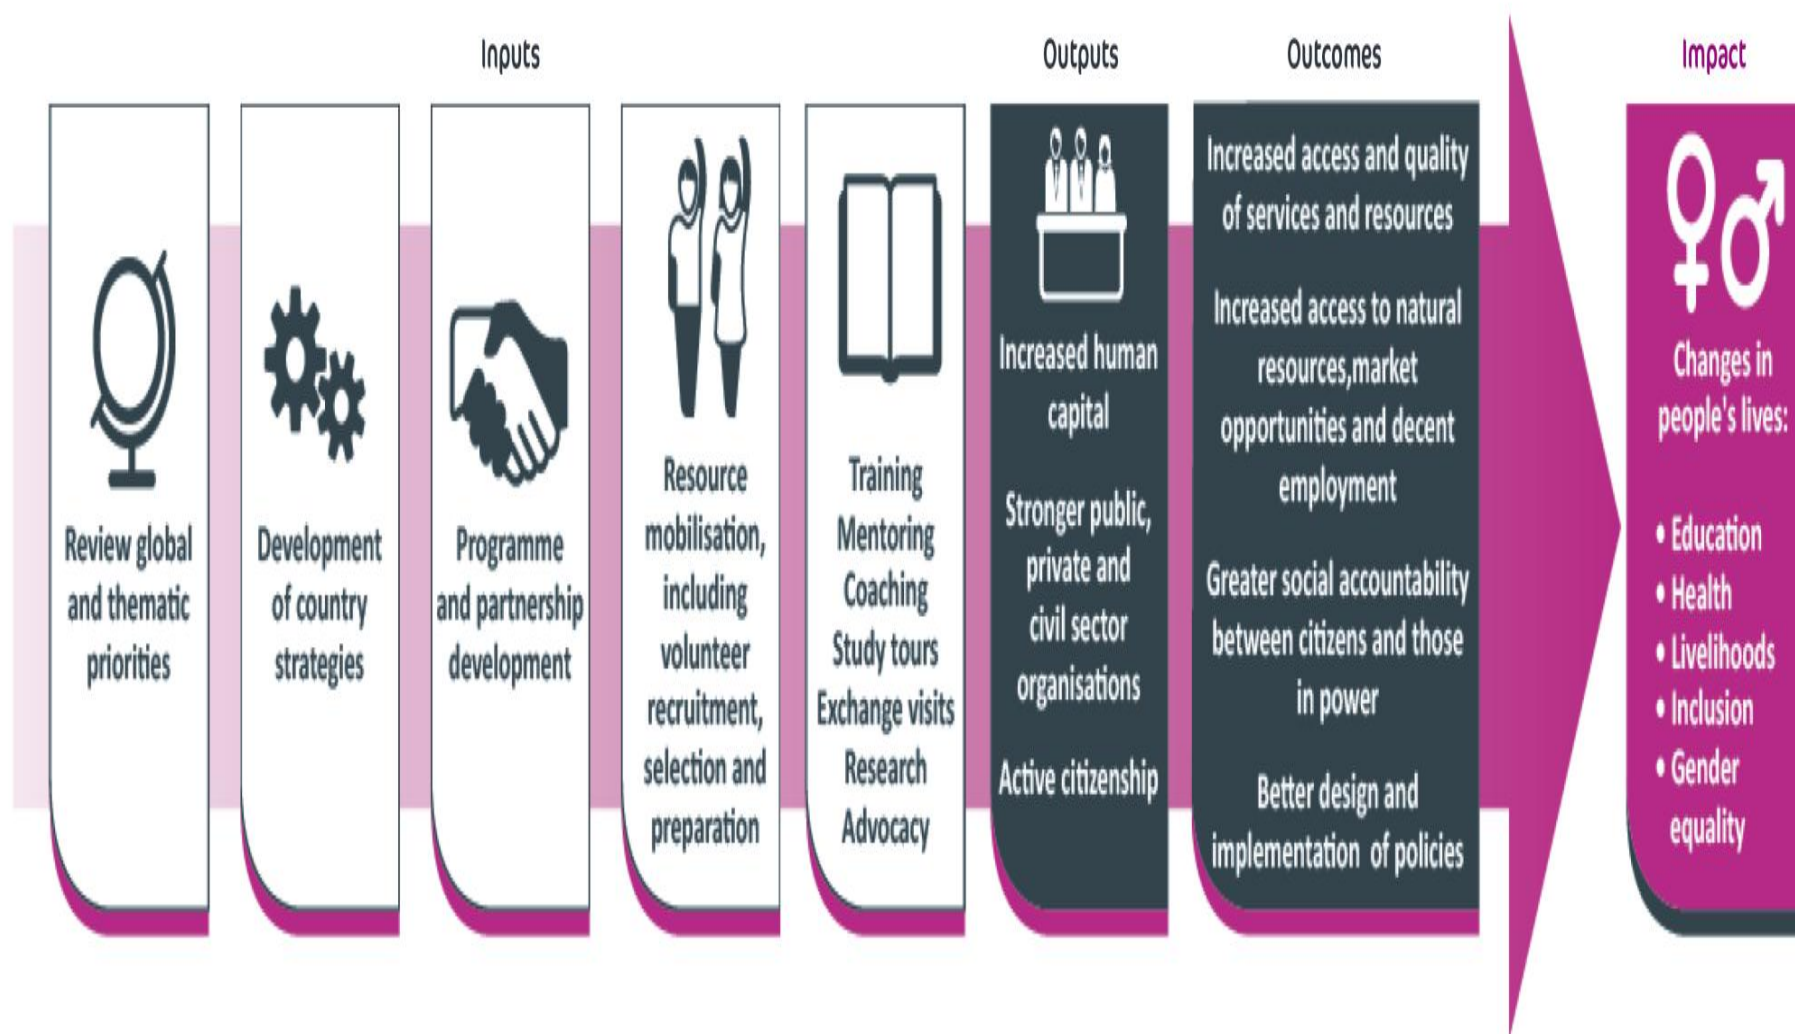 Inputs
Outputs
Outcomes
Impact
Review global
and thematic
priorities
Development
of country
strategies
Programme
and partnership
development
Resource
mobilisation,
including
volunteer
recruitment,
selection and
preparation
Training
Mentoring
Coaching
Study tours
Exchange visits
Research
Advocacy
Increased human
capital
Stronger public,
private and
civil sector
organisations
Active citizenship
Increased access and quality
of services and resources
Increased access to natural
resources,market
opportunities and decent
employment
Greater social accountability
between citizens and those
in power
Better design and
implementation of policies
Changes in
people's lives:
• Education
• Health
• Livelihoods
• Inclusion
• Gender
equality